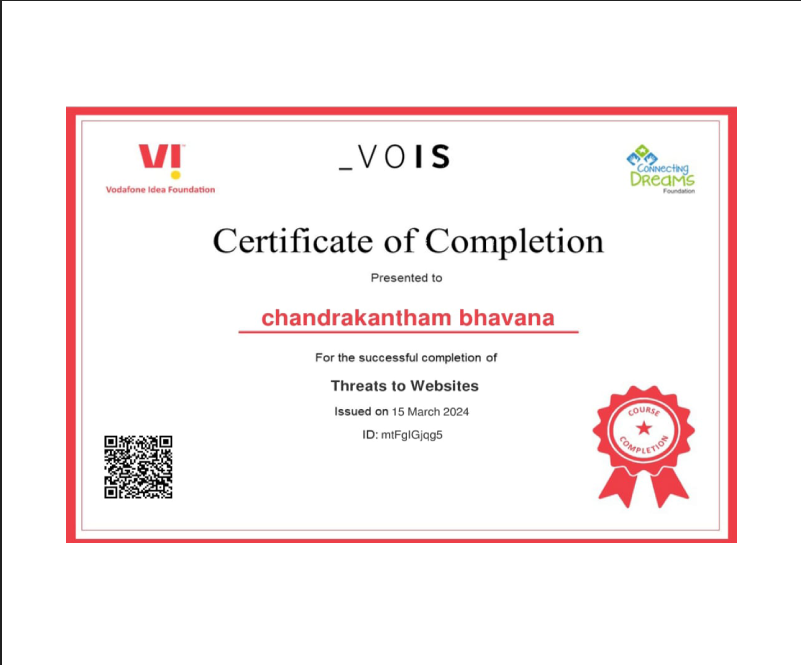 VI
Vodafone Idea Foundation
_VOIS
Connecting
Dreams
Foundation
Certificate of Completion
Presented to
chandrakantham bhavana
For the successful completion of
Threats to Websites
Issued on 15 March 2024
ID: mtFgIGjqg5
COURSE
COMPLETION